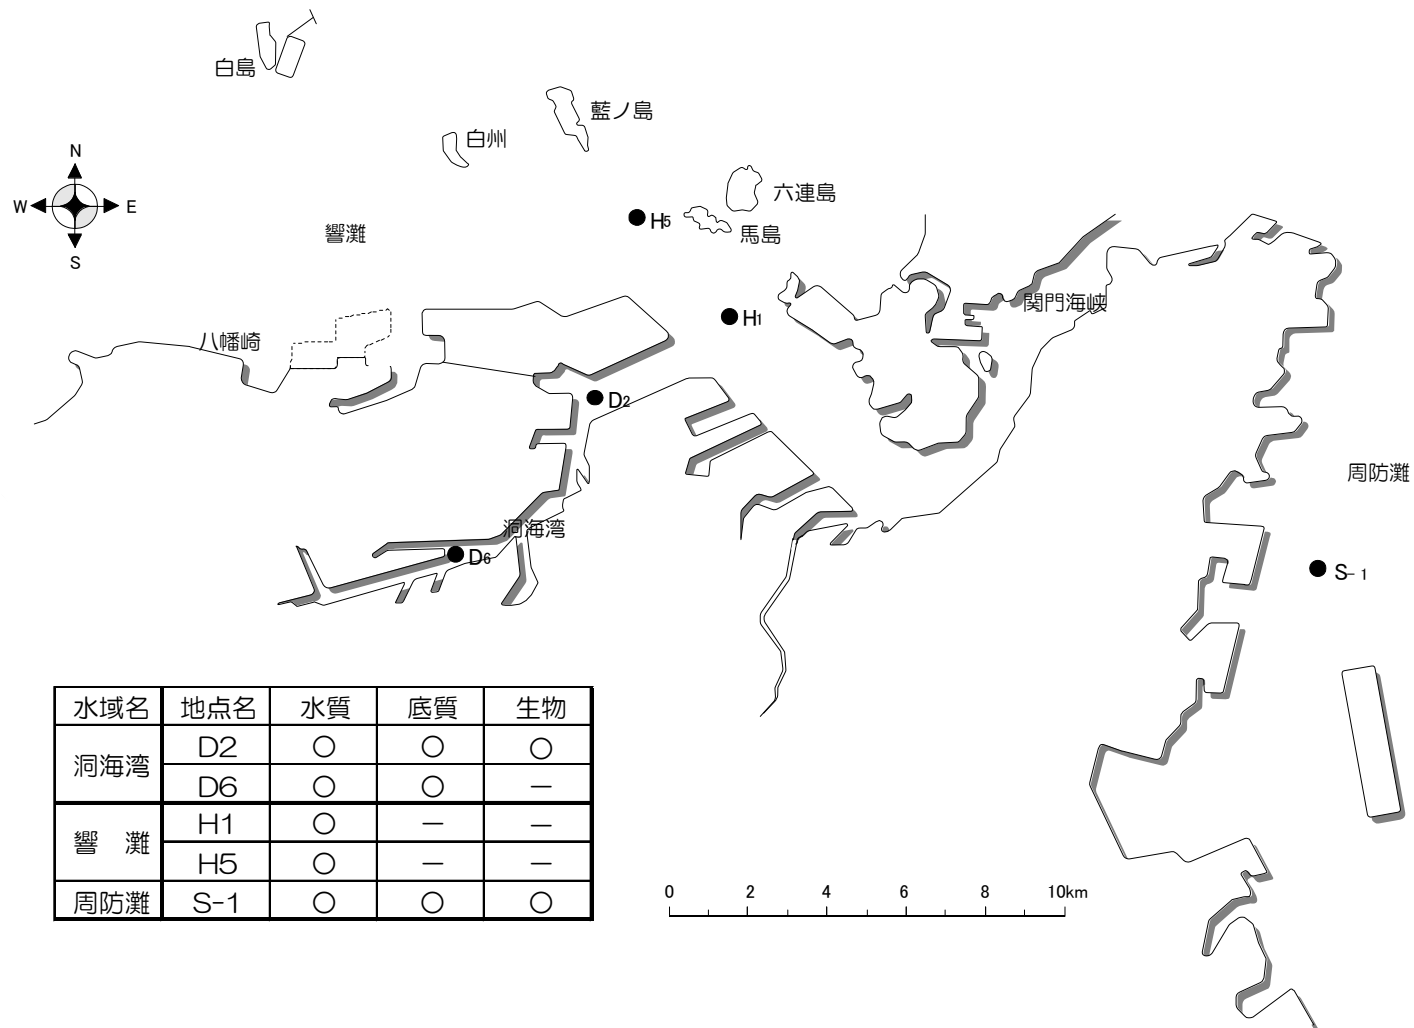 白島
藍ノ島
白州
N
W E
S
六連島
H5
馬島
響灘
関門海峡
H1
八幡崎
D2
周防灘
洞海湾
D6
S-1
水域名 地点名 水質 底質 生物
洞海湾 D2 ○ ○ ○
D6 ○ ○ −
響 灘 H1 ○ − −
H5 ○ − −
周防灘 S-1 ○ ○ ○
0 2 4 6 8 10km